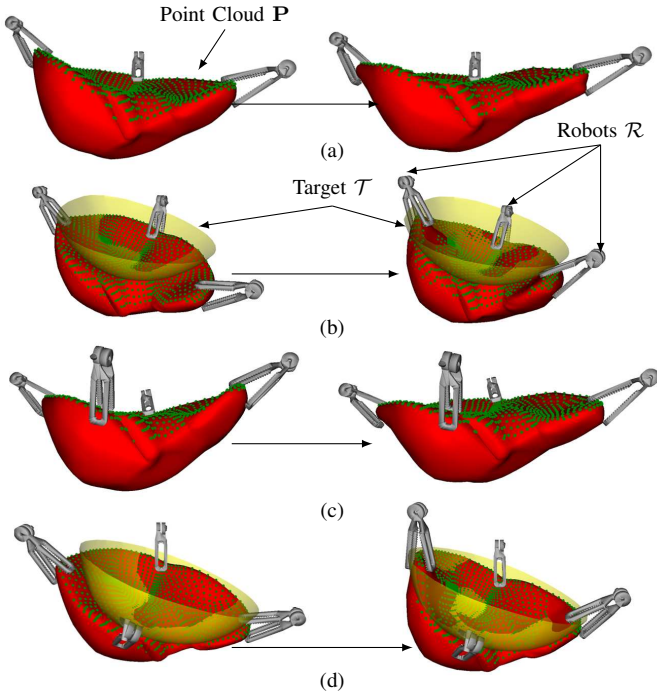 Point Cloud P
(a)
Robots ℛ
Target 𝒯
(b)
(c)
(d)